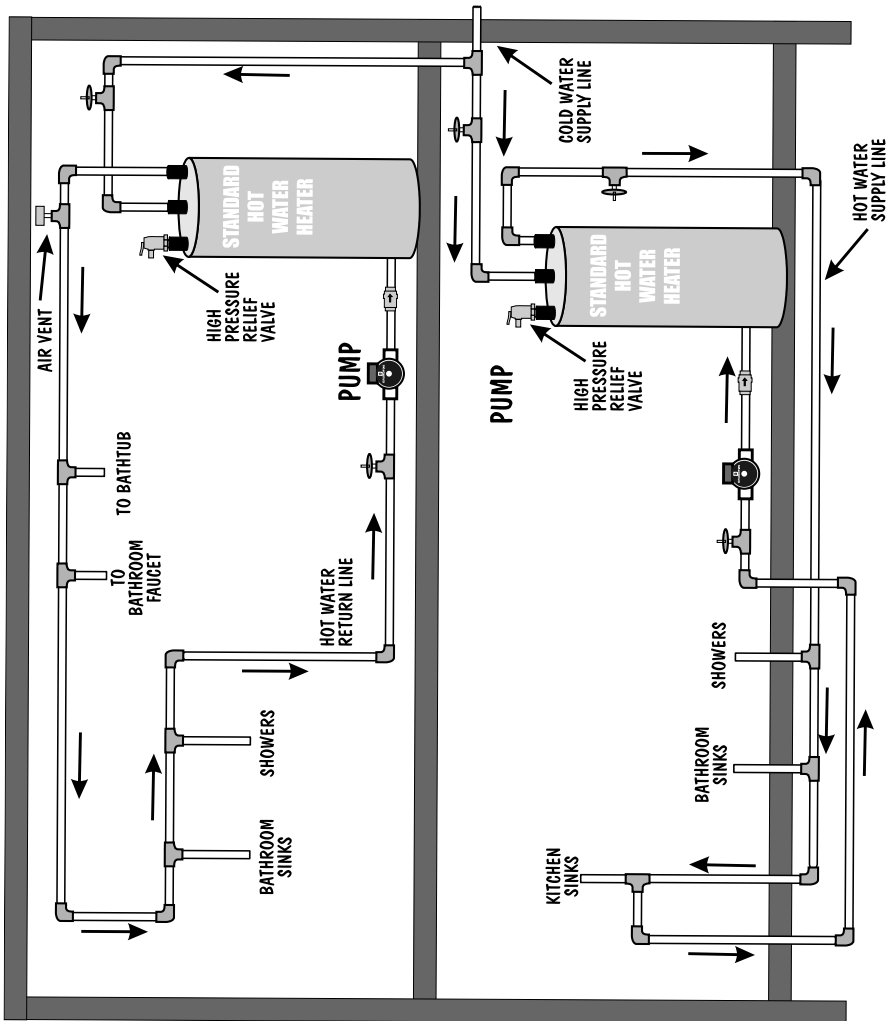 COLD WATER
SUPPLY LINE
HOT WATER
SUPPLY LINE
STANDARD
HOT
WATER
HEATER
HIGH
PRESSURE
RELIEF
VALVE
AIR VENT
PUMP
TO BATHTUB
TO
BATHROOM
FAUCET
HOT WATER
RETURN LINE
SHOWERS
BATHROOM
SINKS
STANDARD
HOT
WATER
HEATER
HIGH
PRESSURE
RELIEF
VALVE
PUMP
SHOWERS
BATHROOM
SINKS
KITCHEN
SINKS